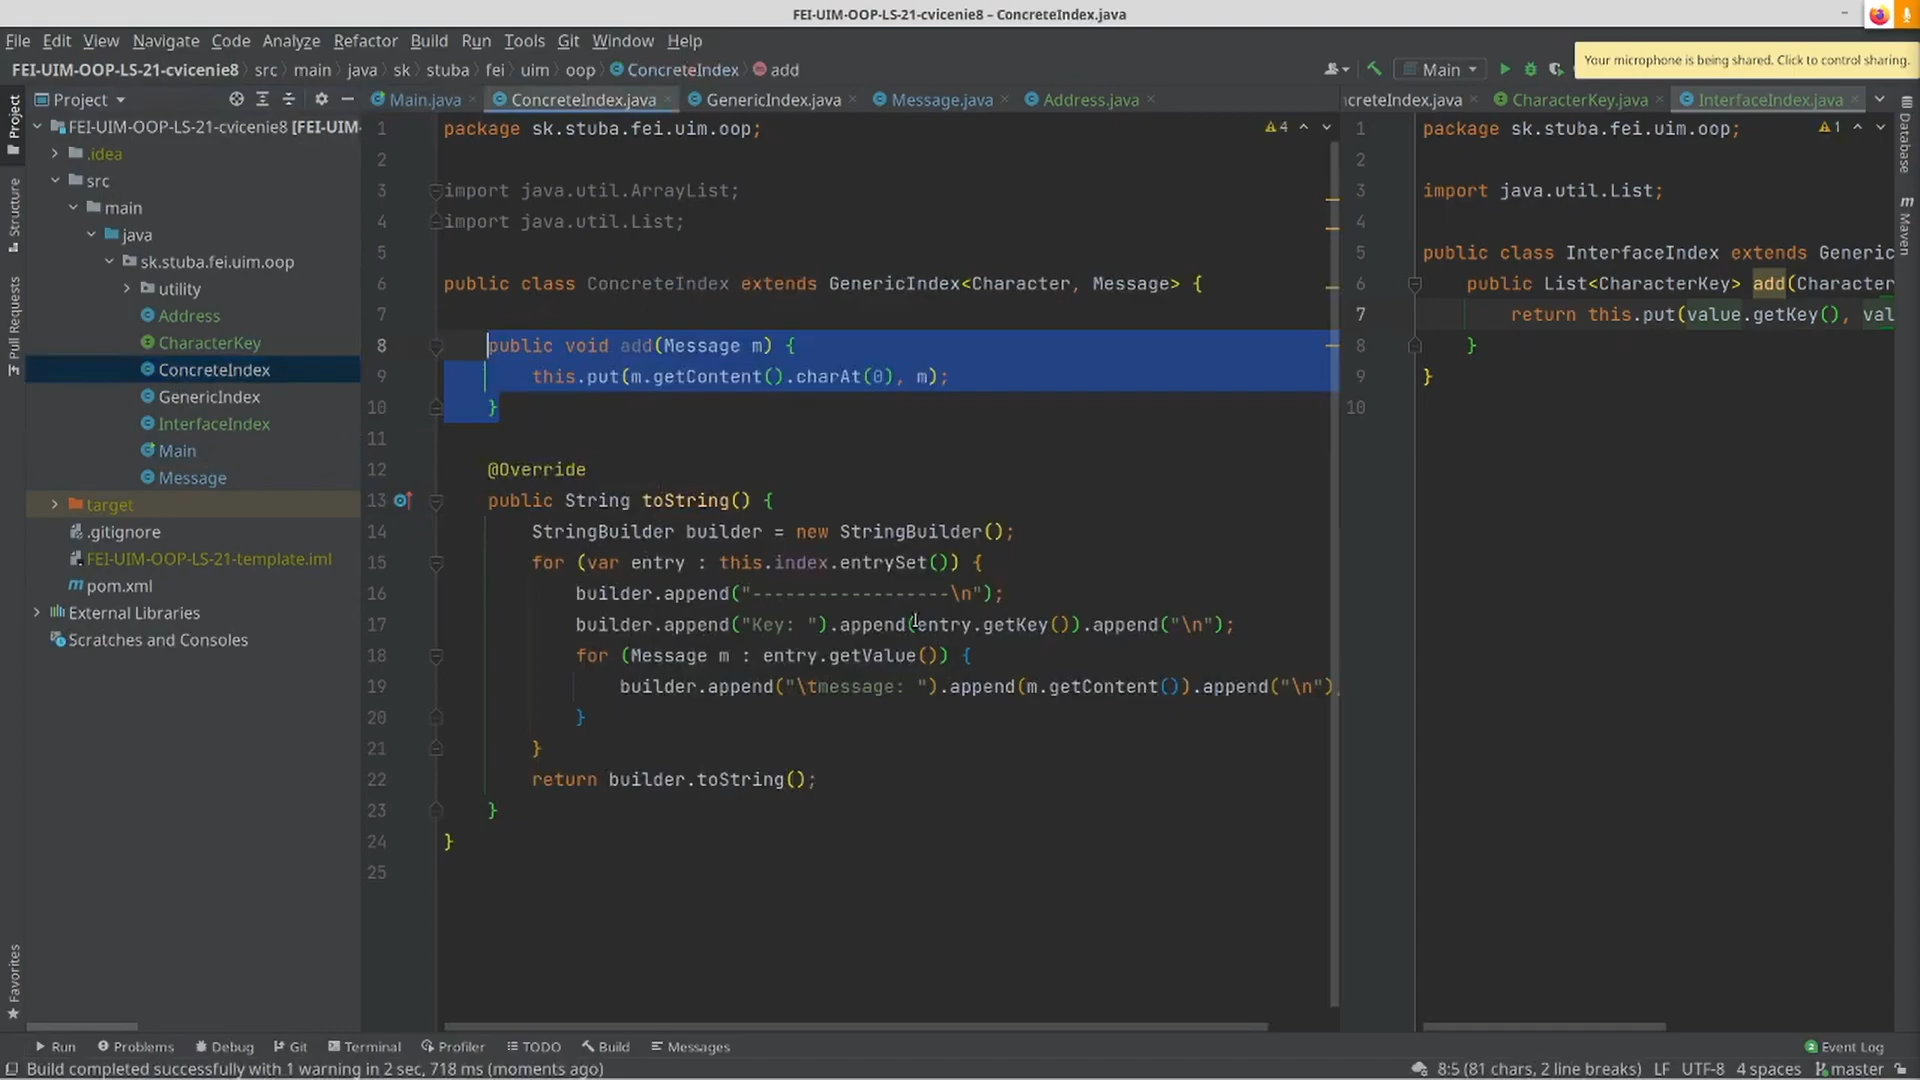 FEI-UIM-OOP-LS-21-cvicenie8 – ConcreteIndex.java
File Edit View Navigate Code Analyze Refactor Build Run Tools Git Window Help
FEI-UIM-OOP-LS-21-cvicenie8 src main java sk stuba fei uim oop ConcreteIndex add
Main
Your microphone is being shared. Click to control sharing.
Project
Main.java ConcreteIndex.java GenericIndex.java Message.java Address.java
creteIndex.java CharacterKey.java InterfaceIndex.java
Project
Structure
Pull Requests
Favorites
FEI-UIM-OOP-LS-21-cvicenie8 [FEI-UIM-
.idea
src
main
java
sk.stuba.fei.uim.oop
utility
Address
CharacterKey
ConcreteIndex
GenericIndex
InterfaceIndex
Main
Message
target
.gitignore
FEI-UIM-OOP-LS-21-template.iml
pom.xml
External Libraries
Scratches and Consoles
4
1 package sk.stuba.fei.uim.oop;
2
3 import java.util.ArrayList;
4 import java.util.List;
5
6 public class ConcreteIndex extends GenericIndex<Character, Message> {
7
8 public void add(Message m) {
9 this.put(m.getContent().charAt(0), m);
10 }
11
12 @Override
13 public String toString() {
14 StringBuilder builder = new StringBuilder();
15 for (var entry : this.index.entrySet()) {
16 builder.append("------------------\n");
17 builder.append("Key: ").append(entry.getKey()).append("\n");
18 for (Message m : entry.getValue()) {
19 builder.append("\tmessage: ").append(m.getContent()).append("\n")
20 }
21 }
22 return builder.toString();
23 }
24 }
25
1
1 package sk.stuba.fei.uim.oop;
2
3 import java.util.List;
4
5 public class InterfaceIndex extends Generic
6 public List<CharacterKey> add(Character
7 return this.put(value.getKey(), val
8 }
9 }
10
Database
Maven
Run Problems Debug Git Terminal Profiler TODO Build Messages
2 Event Log
Build completed successfully with 1 warning in 2 sec, 718 ms (moments ago)
8:5 (81 chars, 2 line breaks) LF UTF-8 4 spaces master